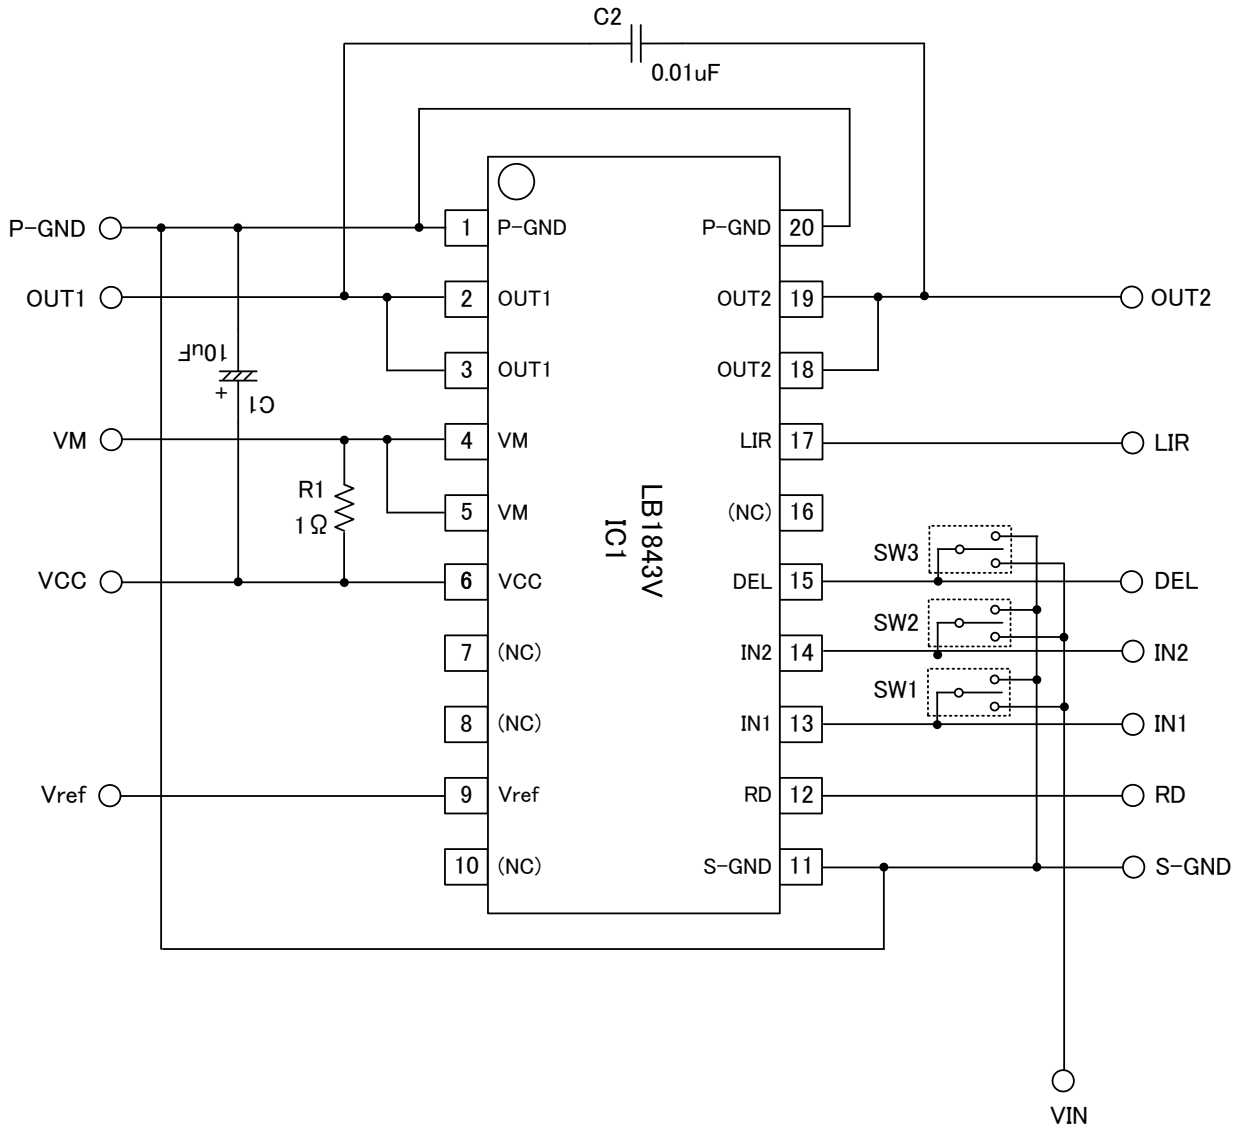 C2
0.01uF
P-GND
1
P-GND
P-GND
20
OUT1
2
OUT1
OUT2
19
OUT2
10uF
3
OUT1
OUT2
18
+
C1
VM
4
VM
LIR
17
LIR
R1
1Ω
5
VM
LB1843V
IC1
(NC)
16
SW3
VCC
6
VCC
DEL
15
DEL
SW2
7
(NC)
IN2
14
IN2
SW1
8
(NC)
IN1
13
IN1
Vref
9
Vref
RD
12
RD
10
(NC)
S-GND
11
S-GND
VIN